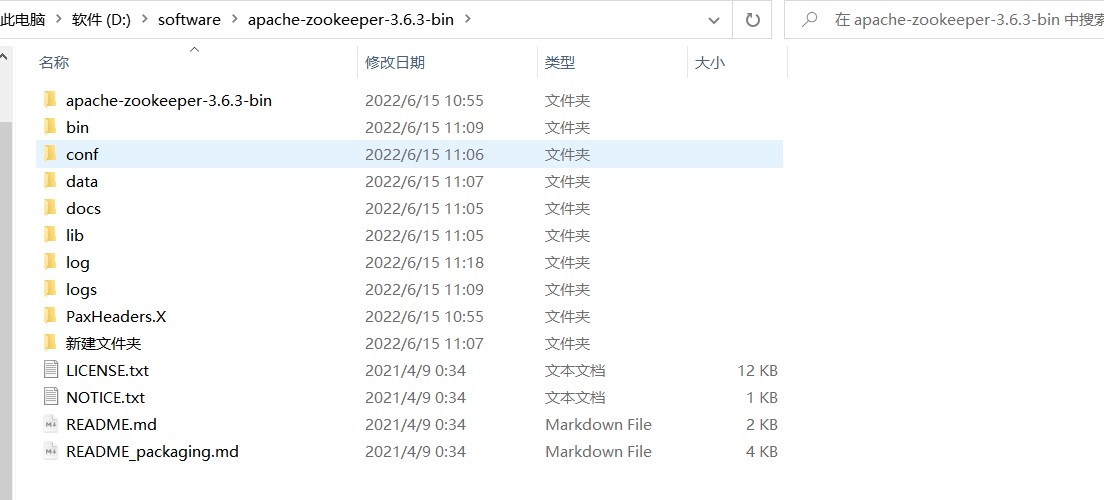 此电脑 > 软件 (D:) > software > apache-zookeeper-3.6.3-bin >
在 apache-zookeeper-3.6.3-bin 中搜索
名称 修改日期 类型 大小
apache-zookeeper-3.6.3-bin 2022/6/15 10:55 文件夹
bin 2022/6/15 11:09 文件夹
conf 2022/6/15 11:06 文件夹
data 2022/6/15 11:07 文件夹
docs 2022/6/15 11:05 文件夹
lib 2022/6/15 11:05 文件夹
log 2022/6/15 11:18 文件夹
logs 2022/6/15 11:09 文件夹
PaxHeaders.X 2022/6/15 10:55 文件夹
新建文件夹 2022/6/15 11:07 文件夹
LICENSE.txt 2021/4/9 0:34 文本文档 12 KB
NOTICE.txt 2021/4/9 0:34 文本文档 1 KB
README.md 2021/4/9 0:34 Markdown File 2 KB
README_packaging.md 2021/4/9 0:34 Markdown File 4 KB